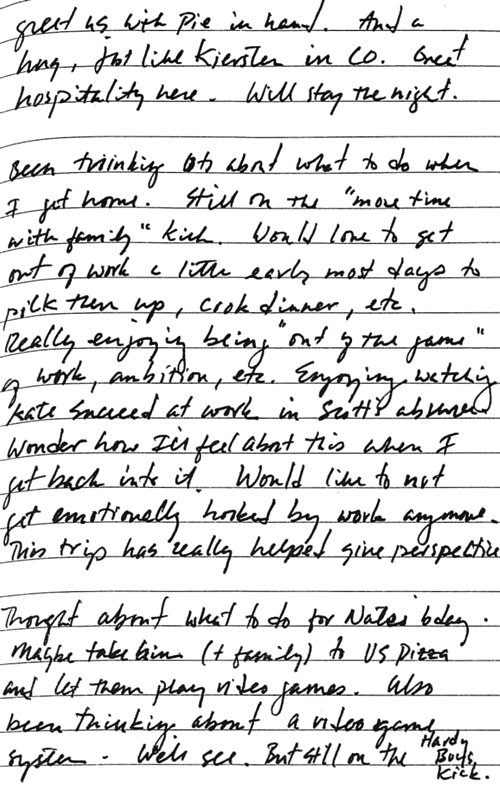 greet us with pie in hand. And a
hug, just like Kiersten in CO. Great
hospitality here. Will stay the night.
Been thinking lots about what to do when
I get home. Still on the "more time
with family" kick. Would love to get
out of work a little early most days to
pick them up, cook dinner, etc.
Really enjoying being "out of the game"
of work, ambition, etc. Enjoying watching
Kate succeed at work in Scott's absence
Wonder how I'll feel about this when I
get back into it. Would like to not
get emotionally hooked by work anymore.
This trip has really helped give perspective
Thought about what to do for Nate's bday.
Maybe take him (+ family) to US Pizza
and let them play video games. Also
been thinking about a video game
system. We'll see. But still on the Hardy
Boys
Kick.